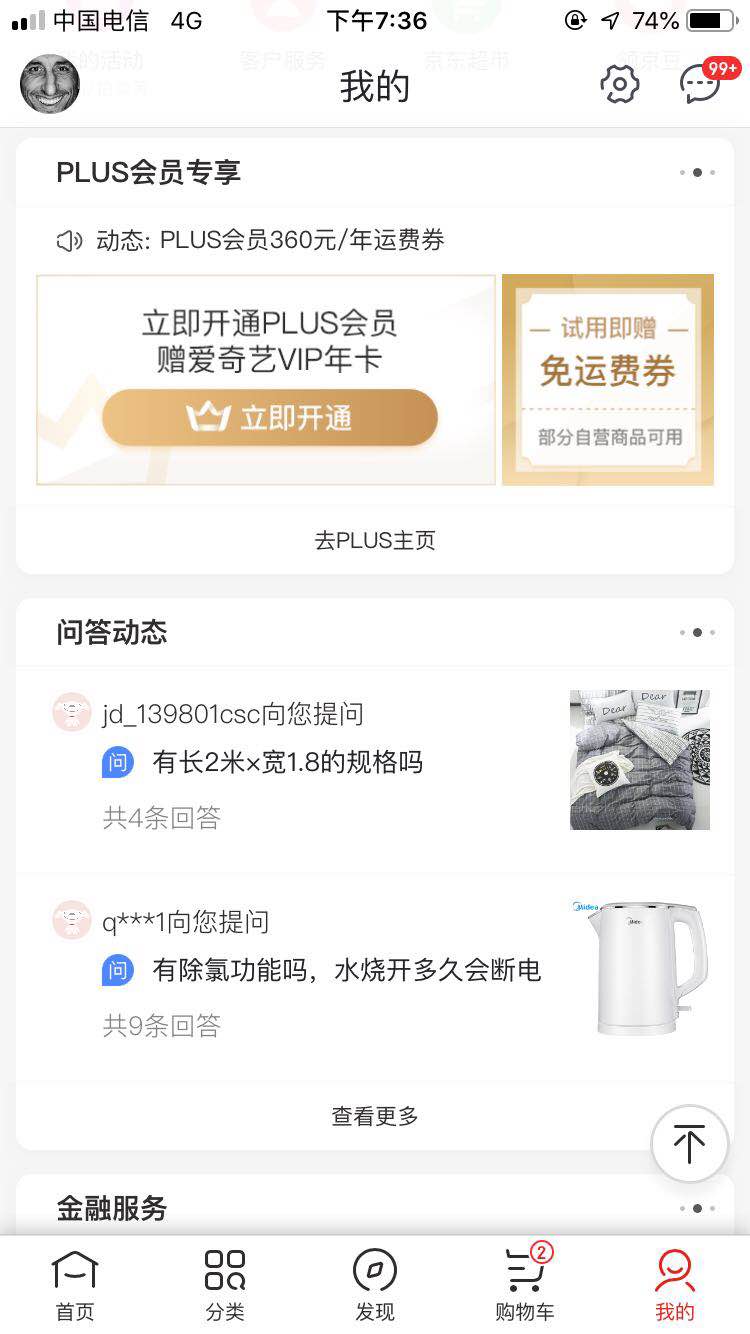 中国电信 4G 下午7:36 74%
我的
99+
PLUS会员专享
动态: PLUS会员360元/年运费券
立即开通PLUS会员
赠爱奇艺VIP年卡
立即开通
试用即赠
免运费券
部分自营商品可用
去PLUS主页
问答动态
jd_139801csc向您提问
问 有长2米×宽1.8的规格吗
共4条回答
Dear
Dear
q***1向您提问
问 有除氯功能吗，水烧开多久会断电
共9条回答
Midea
Midea
查看更多
金融服务
首页
分类
发现
2
购物车
我的